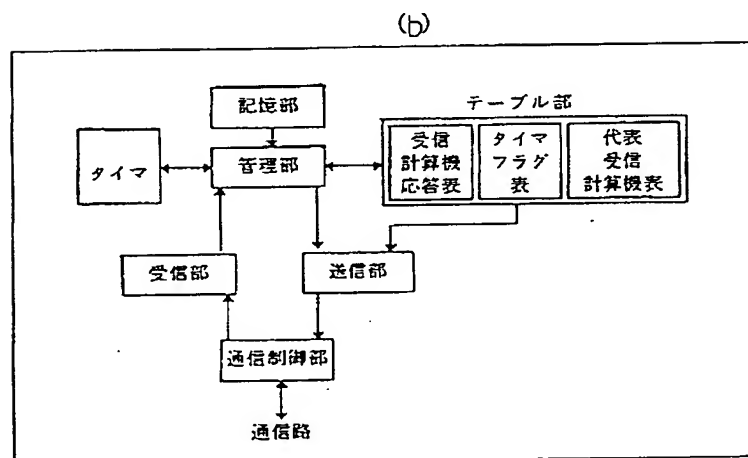 (b)
テーブル部
記憶部
タイマ
管理部
受信
計算機
応答表
タイマ
フラグ
表
代表
受信
計算機表
受信部
送信部
通信制御部
通信路